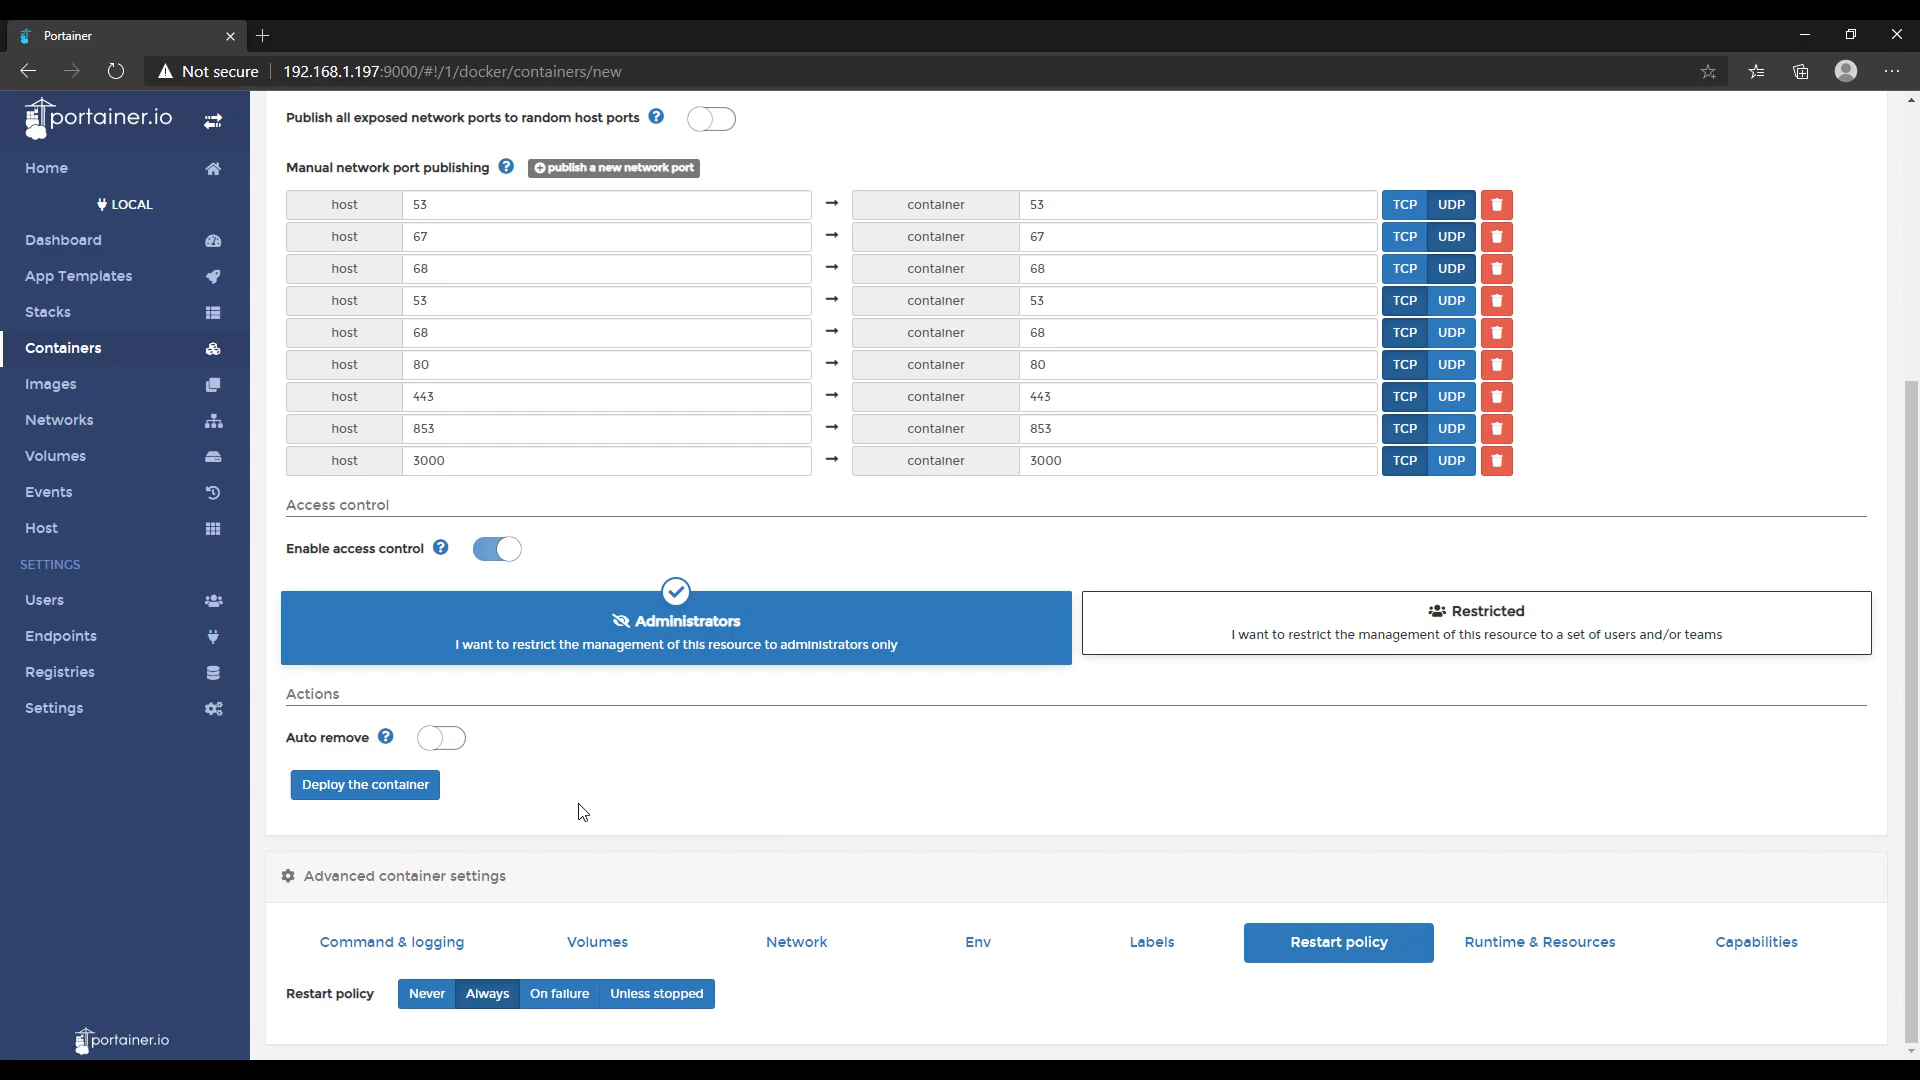 Portainer
Not secure 192.168.1.197:9000/#!/1/docker/containers/new
portainer.io
Home
LOCAL
Dashboard
App Templates
Stacks
Containers
Images
Networks
Volumes
Events
Host
SETTINGS
Users
Endpoints
Registries
Settings
portainer.io
Publish all exposed network ports to random host ports ?
Manual network port publishing ? publish a new network port
host 53 → container 53 TCP UDP
host 67 → container 67 TCP UDP
host 68 → container 68 TCP UDP
host 53 → container 53 TCP UDP
host 68 → container 68 TCP UDP
host 80 → container 80 TCP UDP
host 443 → container 443 TCP UDP
host 853 → container 853 TCP UDP
host 3000 → container 3000 TCP UDP
Access control
Enable access control ?
Administrators
I want to restrict the management of this resource to administrators only
Restricted
I want to restrict the management of this resource to a set of users and/or teams
Actions
Auto remove ?
Deploy the container
Advanced container settings
Command & logging Volumes Network Env Labels Restart policy Runtime & Resources Capabilities
Restart policy Never Always On failure Unless stopped